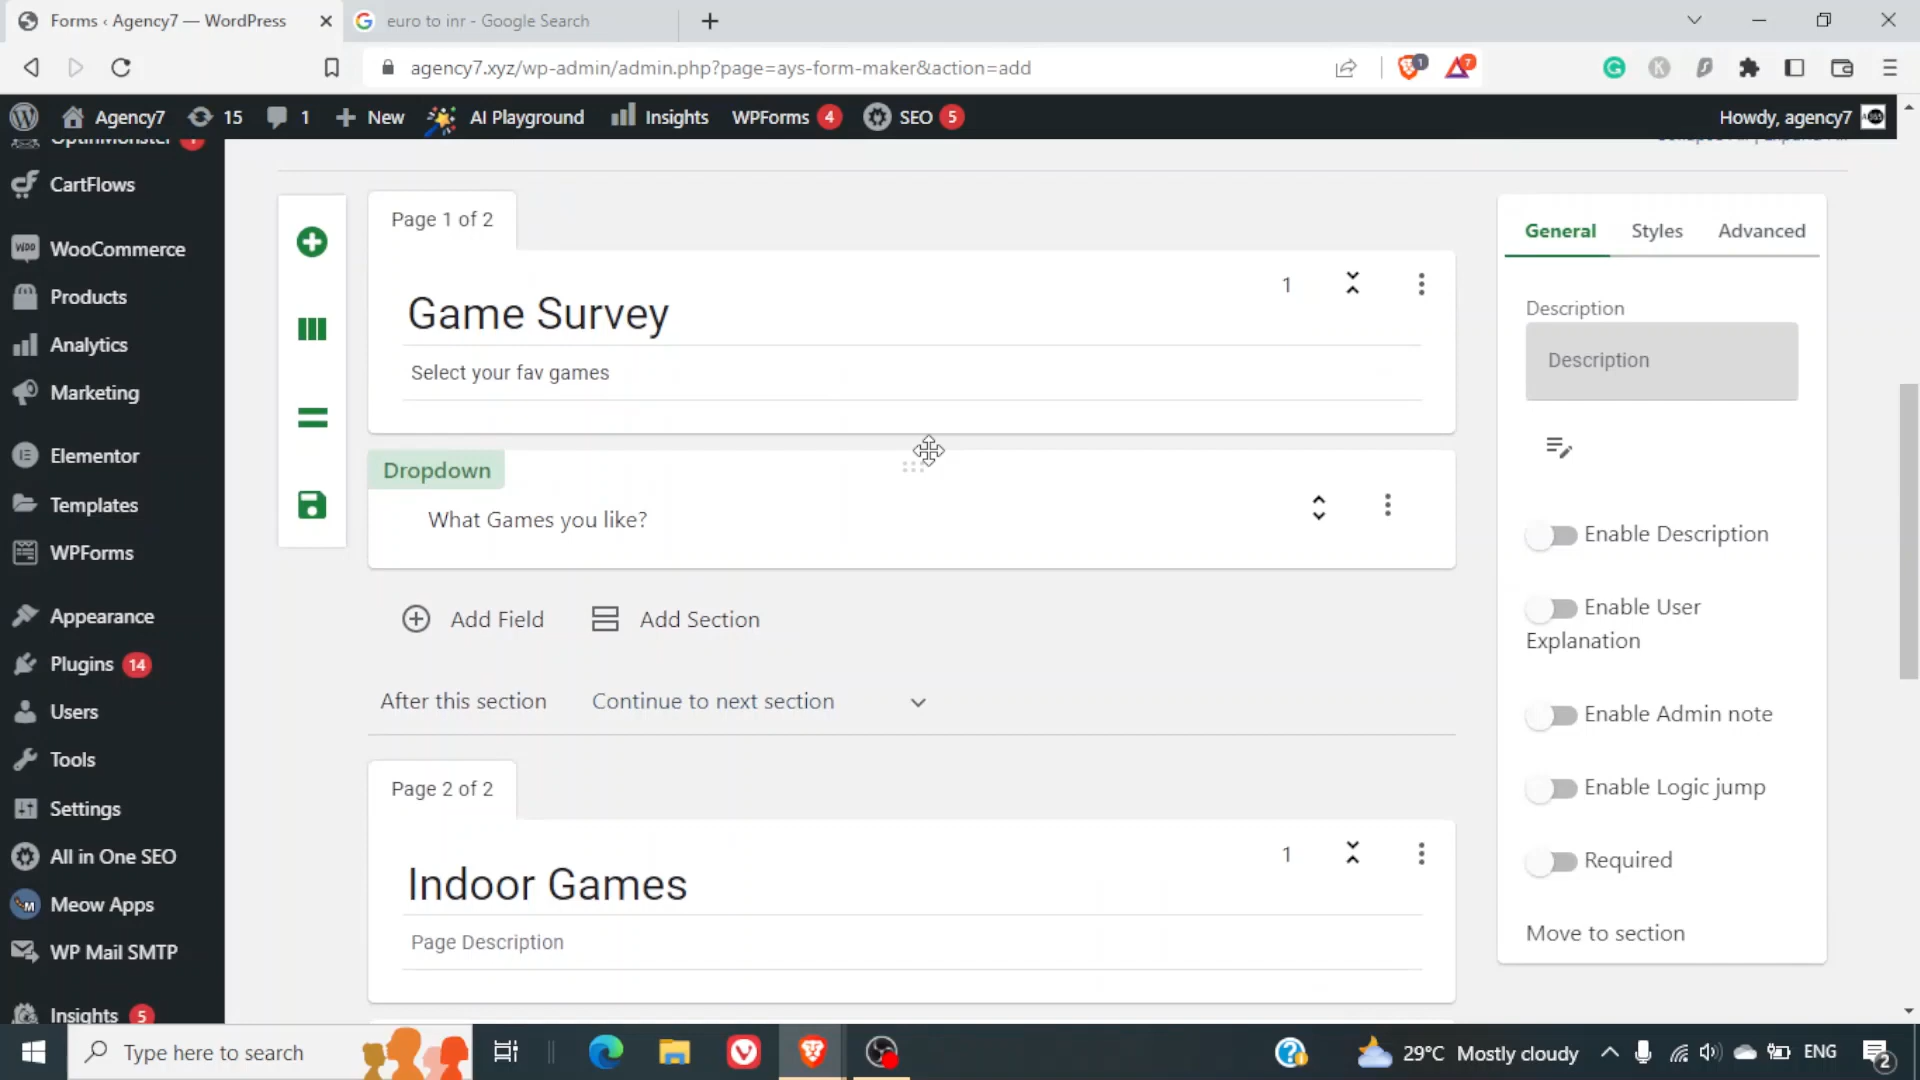 Forms ‹ Agency7 — WordPress
euro to inr - Google Search
agency7.xyz/wp-admin/admin.php?page=ays-form-maker&action=add
1
7
Agency7
15
1
New
AI Playground
Insights
WPForms 4
SEO 5
Howdy, agency7
OptinMonster
CartFlows
WooCommerce
Products
Analytics
Marketing
Elementor
Templates
WPForms
Appearance
Plugins 14
Users
Tools
Settings
All in One SEO
Meow Apps
WP Mail SMTP
Insights 5
Page 1 of 2
1
Game Survey
Select your fav games
Dropdown
What Games you like?
Add Field
Add Section
After this section
Continue to next section
Page 2 of 2
1
Indoor Games
Page Description
General
Styles
Advanced
Description
Description
Enable Description
Enable User
Explanation
Enable Admin note
Enable Logic jump
Required
Move to section
Type here to search
29°C Mostly cloudy
ENG
2